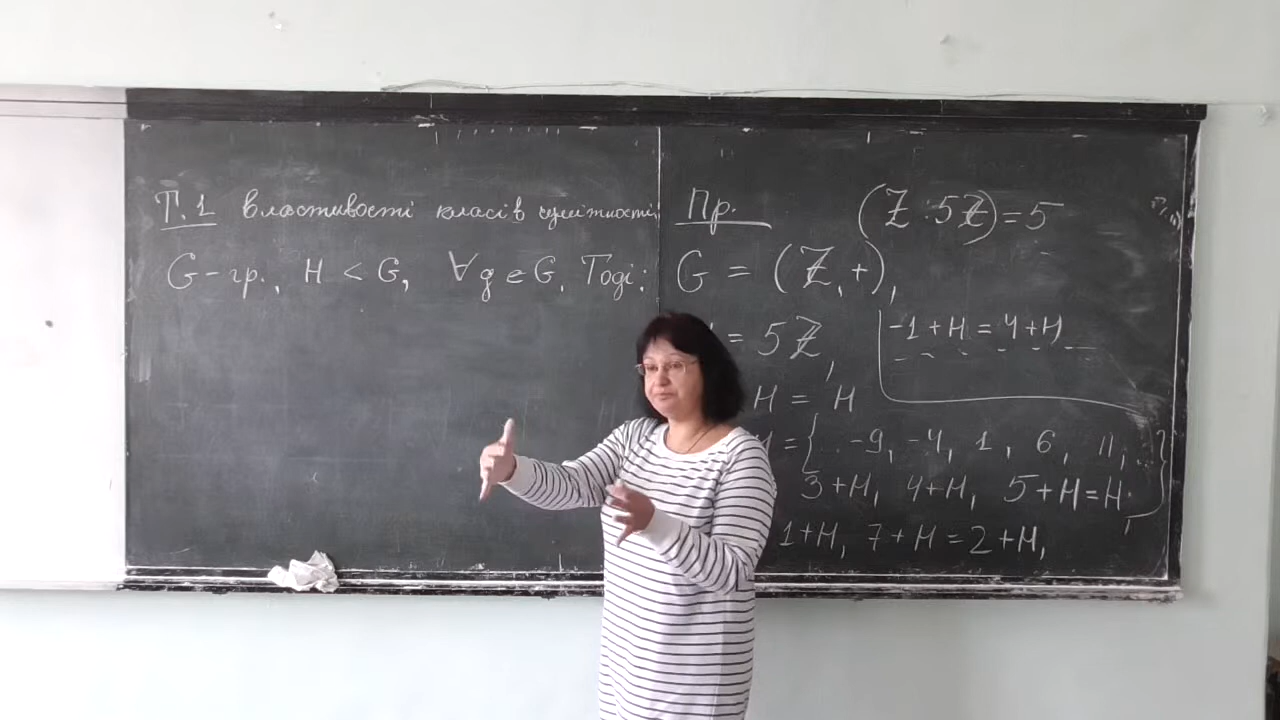 Т.1 Властивості класів суміжності
G - гр., H < G, ∀g ∈ G. Тоді:
Пр. (ℤ : 5ℤ) = 5
G = (ℤ, +),
= 5ℤ,
-1 + H = 4 + H
H = H
= {... -9, -4, 1, 6, 11, ...}
3 + H, 4 + H, 5 + H = H
1 + H, 7 + H = 2 + H,